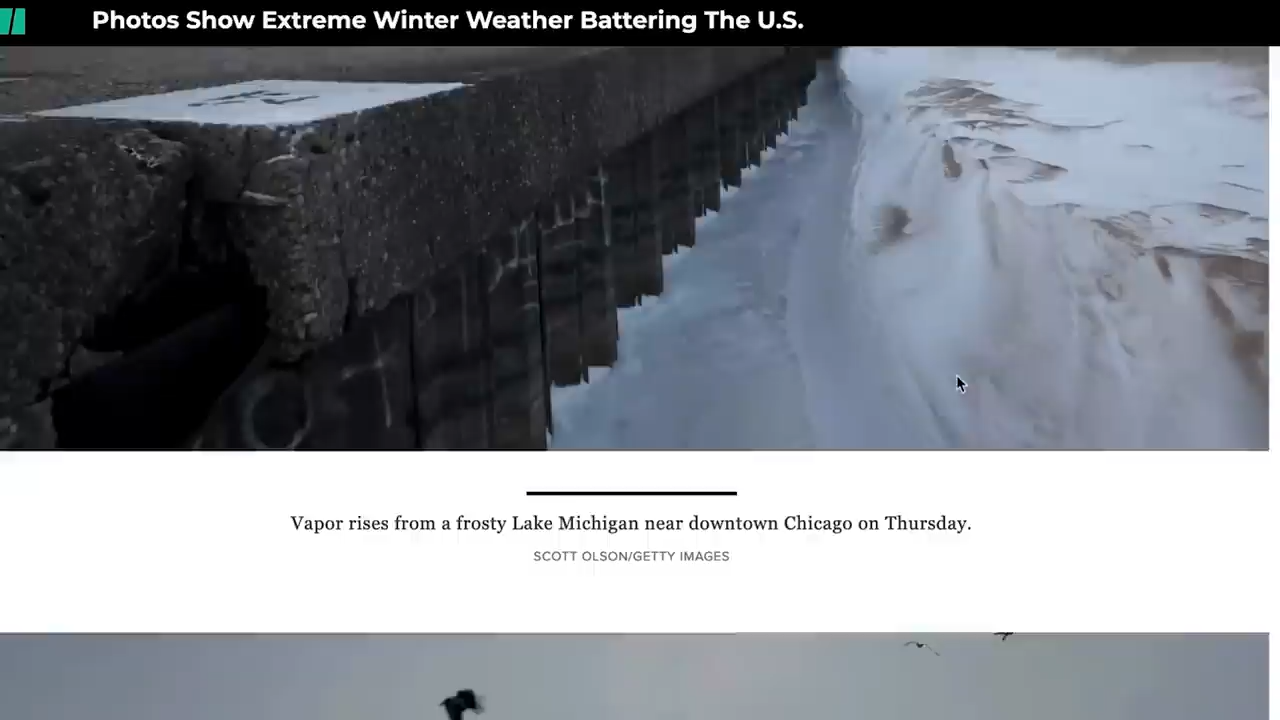 Photos Show Extreme Winter Weather Battering The U.S.
Vapor rises from a frosty Lake Michigan near downtown Chicago on Thursday.
SCOTT OLSON/GETTY IMAGES